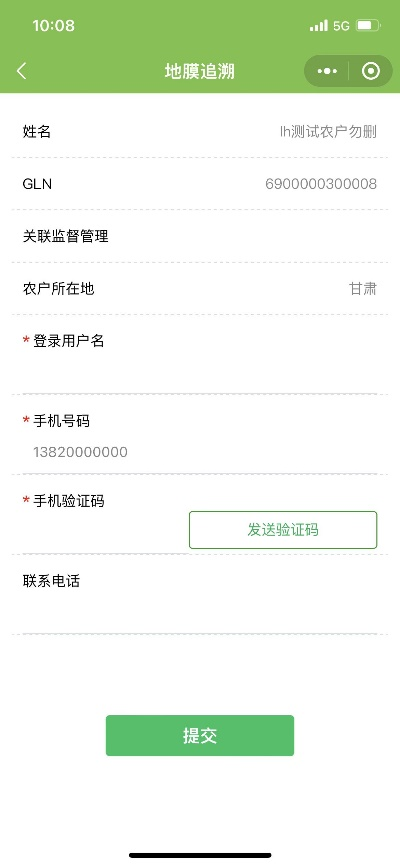 10:08
5G
地膜追溯
姓名
lh测试农户勿删
GLN
6900000300008
关联监督管理
农户所在地
甘肃
*登录用户名
*手机号码
13820000000
*手机验证码
发送验证码
联系电话
提交